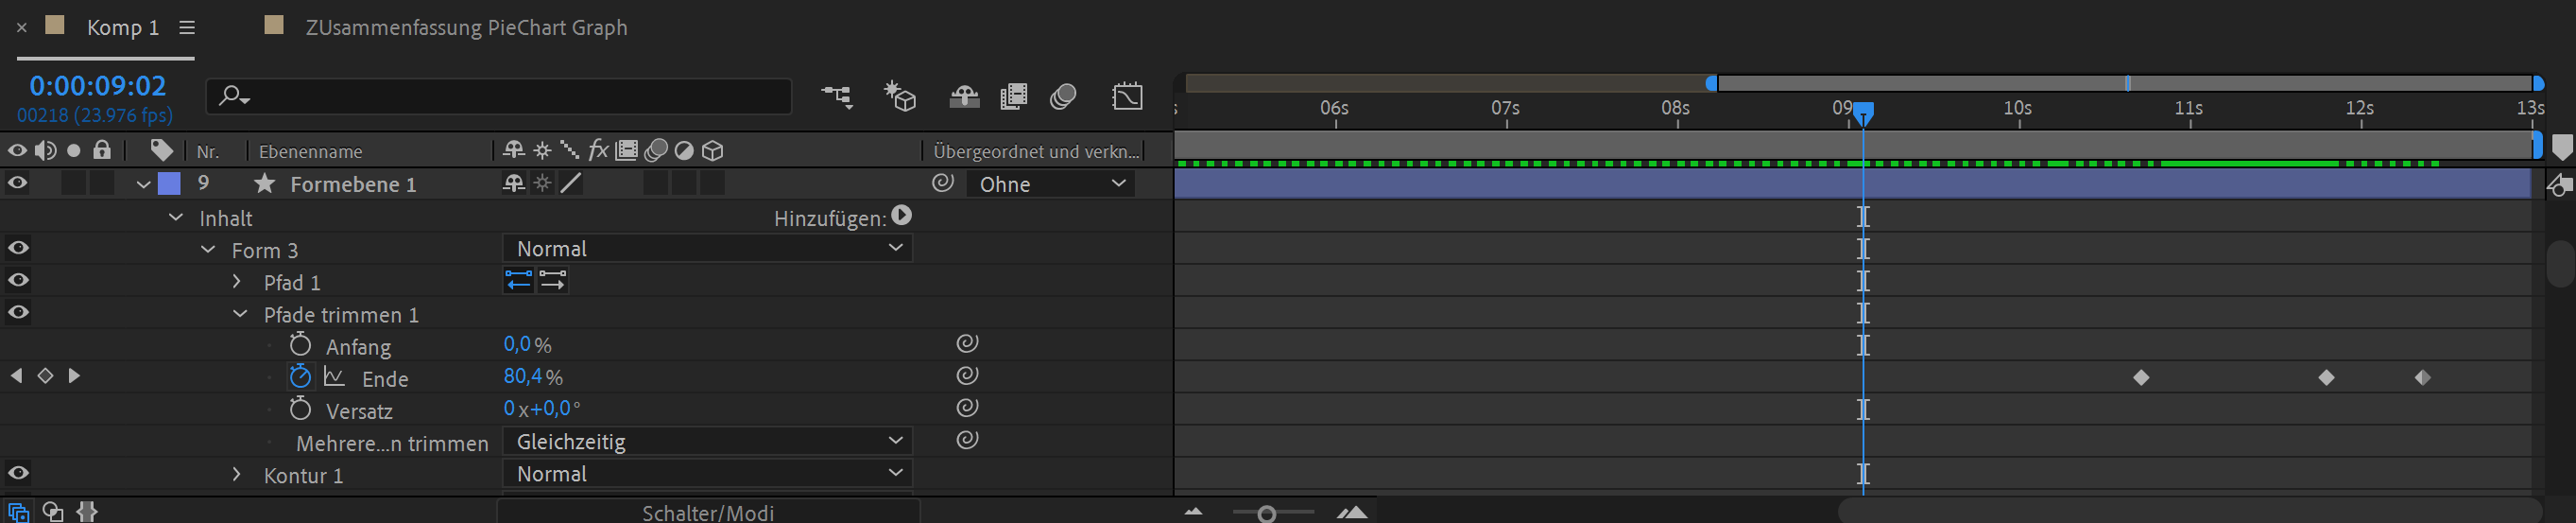 × Komp 1 ≡ ZUsammenfassung PieChart Graph
0:00:09:02
00218 (23.976 fps)
06s 07s 08s 09 10s 11s 12s 13s
Nr. Ebenenname fx Übergeordnet und verkn...
9 Formebene 1 Ohne
Inhalt Hinzufügen:
Form 3 Normal
Pfad 1
Pfade trimmen 1
Anfang 0,0 %
Ende 80,4 %
Versatz 0 x+0,0 °
Mehrere...n trimmen Gleichzeitig
Kontur 1 Normal
Schalter/Modi